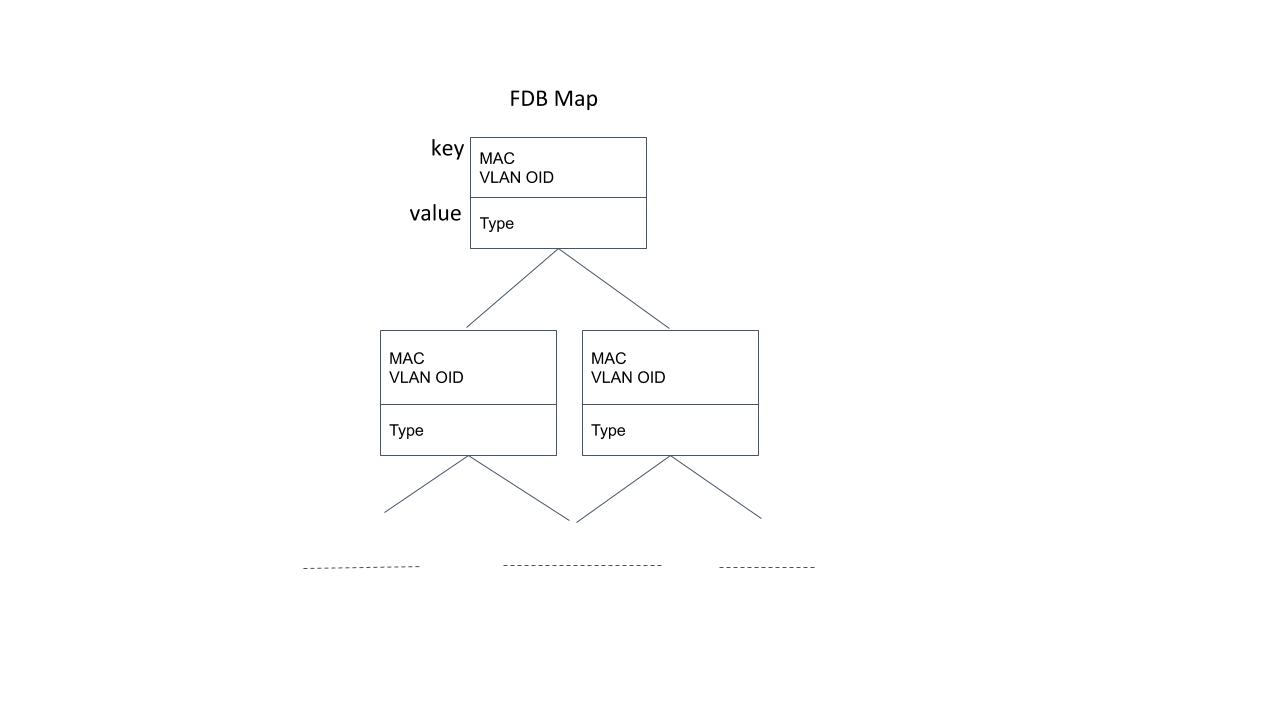 FDB Map
key
MAC
VLAN OID
value
Type
MAC
VLAN OID
Type
MAC
VLAN OID
Type